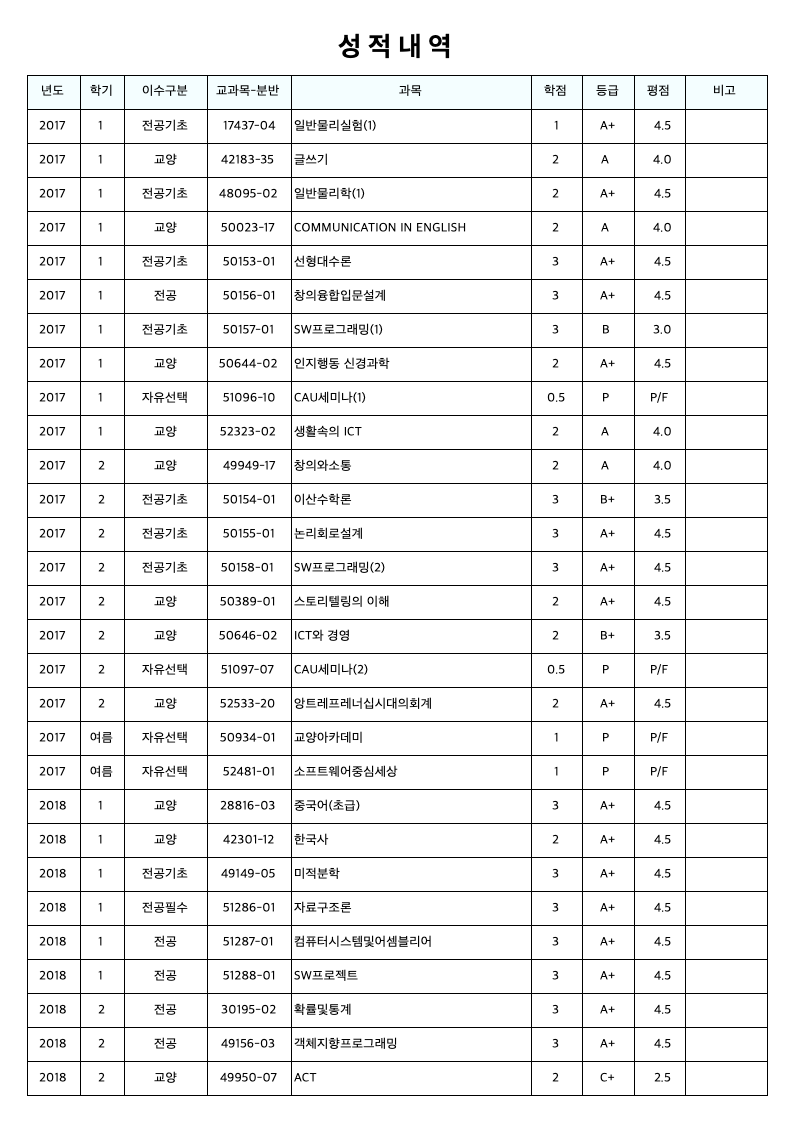 성적내역
년도 학기 이수구분 교과목-분반 과목 학점 등급 평점 비고
2017 1 전공기초 17437-04 일반물리실험(1) 1 A+ 4.5
2017 1 교양 42183-35 글쓰기 2 A 4.0
2017 1 전공기초 48095-02 일반물리학(1) 2 A+ 4.5
2017 1 교양 50023-17 COMMUNICATION IN ENGLISH 2 A 4.0
2017 1 전공기초 50153-01 선형대수론 3 A+ 4.5
2017 1 전공 50156-01 창의융합입문설계 3 A+ 4.5
2017 1 전공기초 50157-01 SW프로그래밍(1) 3 B 3.0
2017 1 교양 50644-02 인지행동 신경과학 2 A+ 4.5
2017 1 자유선택 51096-10 CAU세미나(1) 0.5 P P/F
2017 1 교양 52323-02 생활속의 ICT 2 A 4.0
2017 2 교양 49949-17 창의와소통 2 A 4.0
2017 2 전공기초 50154-01 이산수학론 3 B+ 3.5
2017 2 전공기초 50155-01 논리회로설계 3 A+ 4.5
2017 2 전공기초 50158-01 SW프로그래밍(2) 3 A+ 4.5
2017 2 교양 50389-01 스토리텔링의 이해 2 A+ 4.5
2017 2 교양 50646-02 ICT와 경영 2 B+ 3.5
2017 2 자유선택 51097-07 CAU세미나(2) 0.5 P P/F
2017 2 교양 52533-20 앙트레프레너십시대의회계 2 A+ 4.5
2017 여름 자유선택 50934-01 교양아카데미 1 P P/F
2017 여름 자유선택 52481-01 소프트웨어중심세상 1 P P/F
2018 1 교양 28816-03 중국어(초급) 3 A+ 4.5
2018 1 교양 42301-12 한국사 2 A+ 4.5
2018 1 전공기초 49149-05 미적분학 3 A+ 4.5
2018 1 전공필수 51286-01 자료구조론 3 A+ 4.5
2018 1 전공 51287-01 컴퓨터시스템및어셈블리어 3 A+ 4.5
2018 1 전공 51288-01 SW프로젝트 3 A+ 4.5
2018 2 전공 30195-02 확률및통계 3 A+ 4.5
2018 2 전공 49156-03 객체지향프로그래밍 3 A+ 4.5
2018 2 교양 49950-07 ACT 2 C+ 2.5